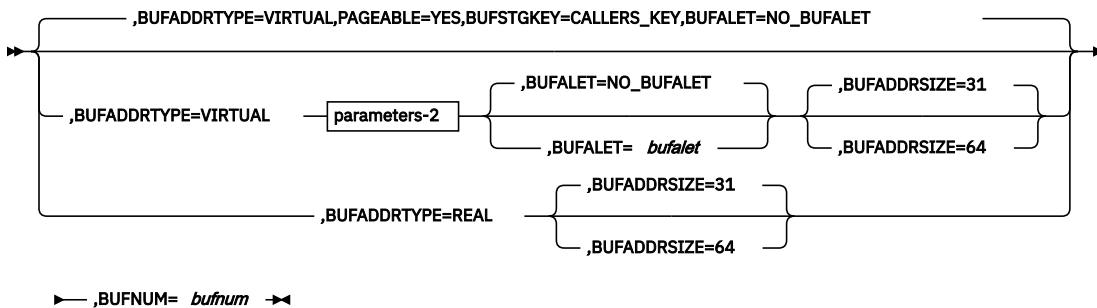 ,BUFADDRTYPE=VIRTUAL,PAGEABLE=YES,BUFSTGKEY=CALLERS_KEY,BUFALET=NO_BUFALET
,BUFADDRTYPE=VIRTUAL
parameters-2
,BUFALET=NO_BUFALET
,BUFALET= bufalet
,BUFADDRSIZE=31
,BUFADDRSIZE=64
,BUFADDRTYPE=REAL
,BUFADDRSIZE=31
,BUFADDRSIZE=64
,BUFNUM= bufnum